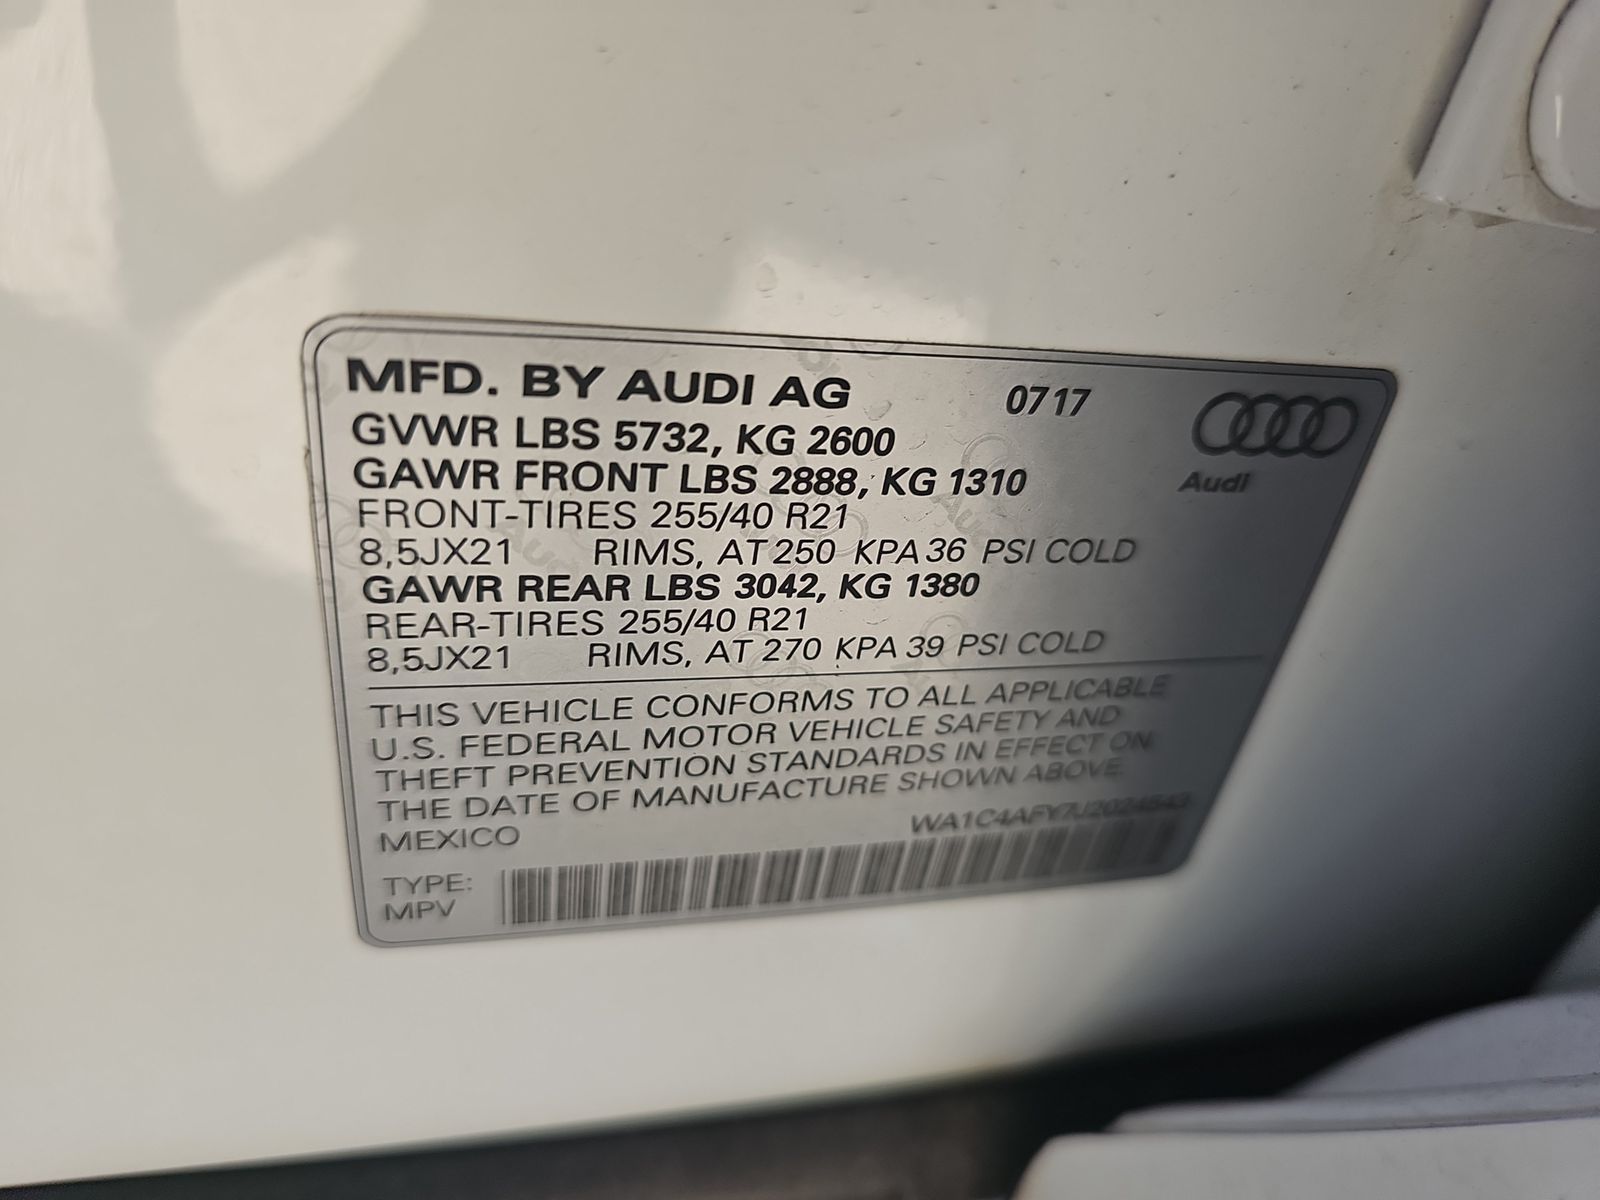 MFD. BY AUDI AG 0717
GVWR LBS 5732, KG 2600
GAWR FRONT LBS 2888, KG 1310
Audi
FRONT-TIRES 255/40 R21
8,5JX21 RIMS, AT 250 KPA 36 PSI COLD
GAWR REAR LBS 3042, KG 1380
REAR-TIRES 255/40 R21
8,5JX21 RIMS, AT 270 KPA 39 PSI COLD
THIS VEHICLE CONFORMS TO ALL APPLICABLE
U.S. FEDERAL MOTOR VEHICLE SAFETY AND
THEFT PREVENTION STANDARDS IN EFFECT ON
THE DATE OF MANUFACTURE SHOWN ABOVE.
MEXICO WA1C4AFY7J2024543
TYPE:
MPV